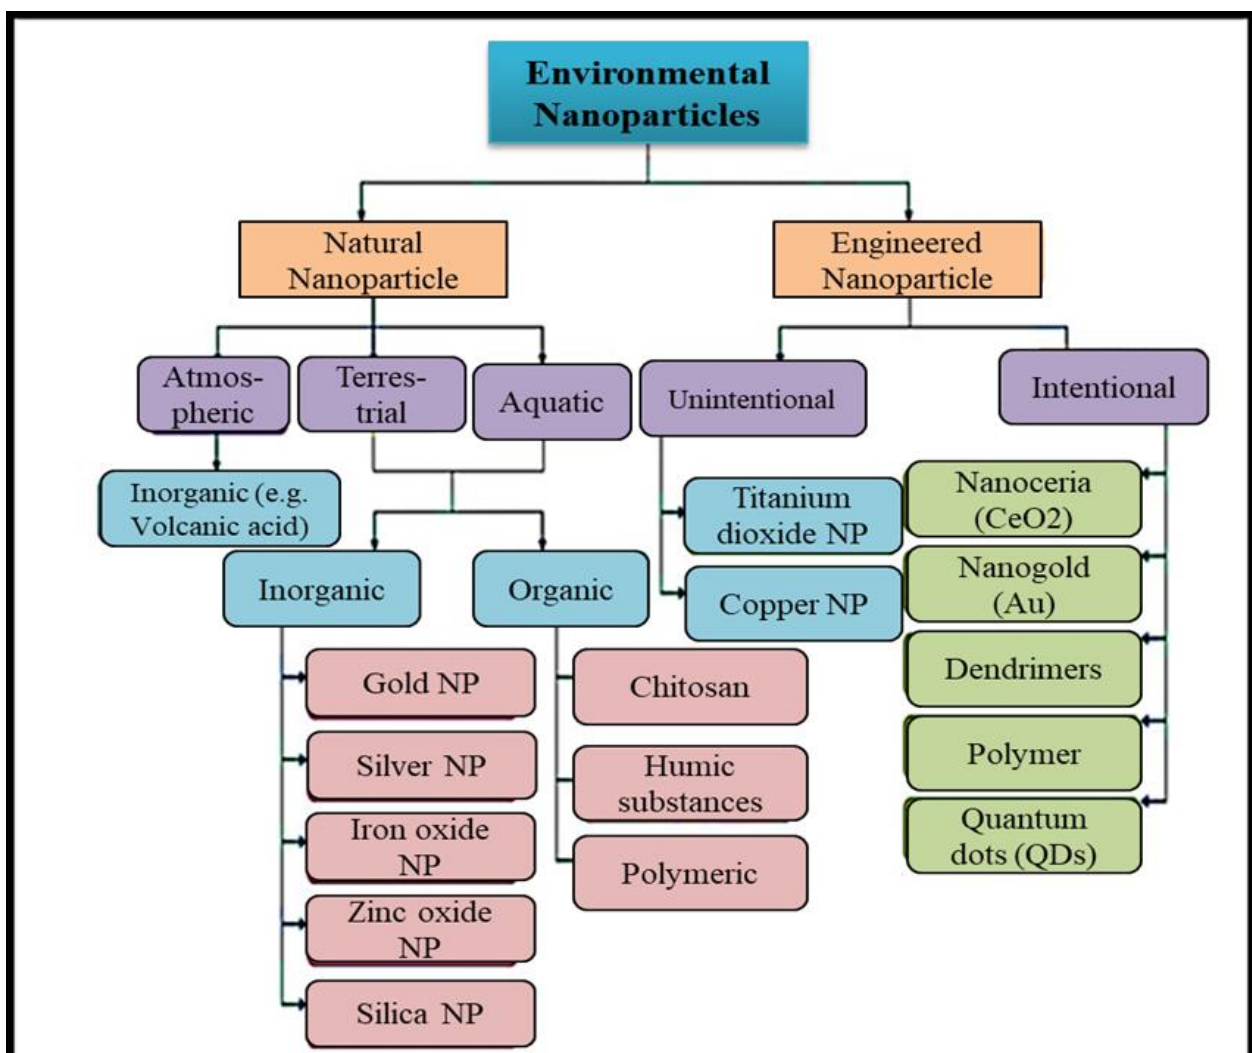 Environmental
Nanoparticles
Natural
Nanoparticle
Engineered
Nanoparticle
Atmos-
pheric
Terres-
trial
Aquatic
Unintentional
Intentional
Inorganic (e.g.
Volcanic acid)
Inorganic
Organic
Titanium
dioxide NP
Copper NP
Nanoceria
(CeO2)
Nanogold
(Au)
Dendrimers
Polymer
Quantum
dots (QDs)
Gold NP
Silver NP
Iron oxide
NP
Zinc oxide
NP
Silica NP
Chitosan
Humic
substances
Polymeric